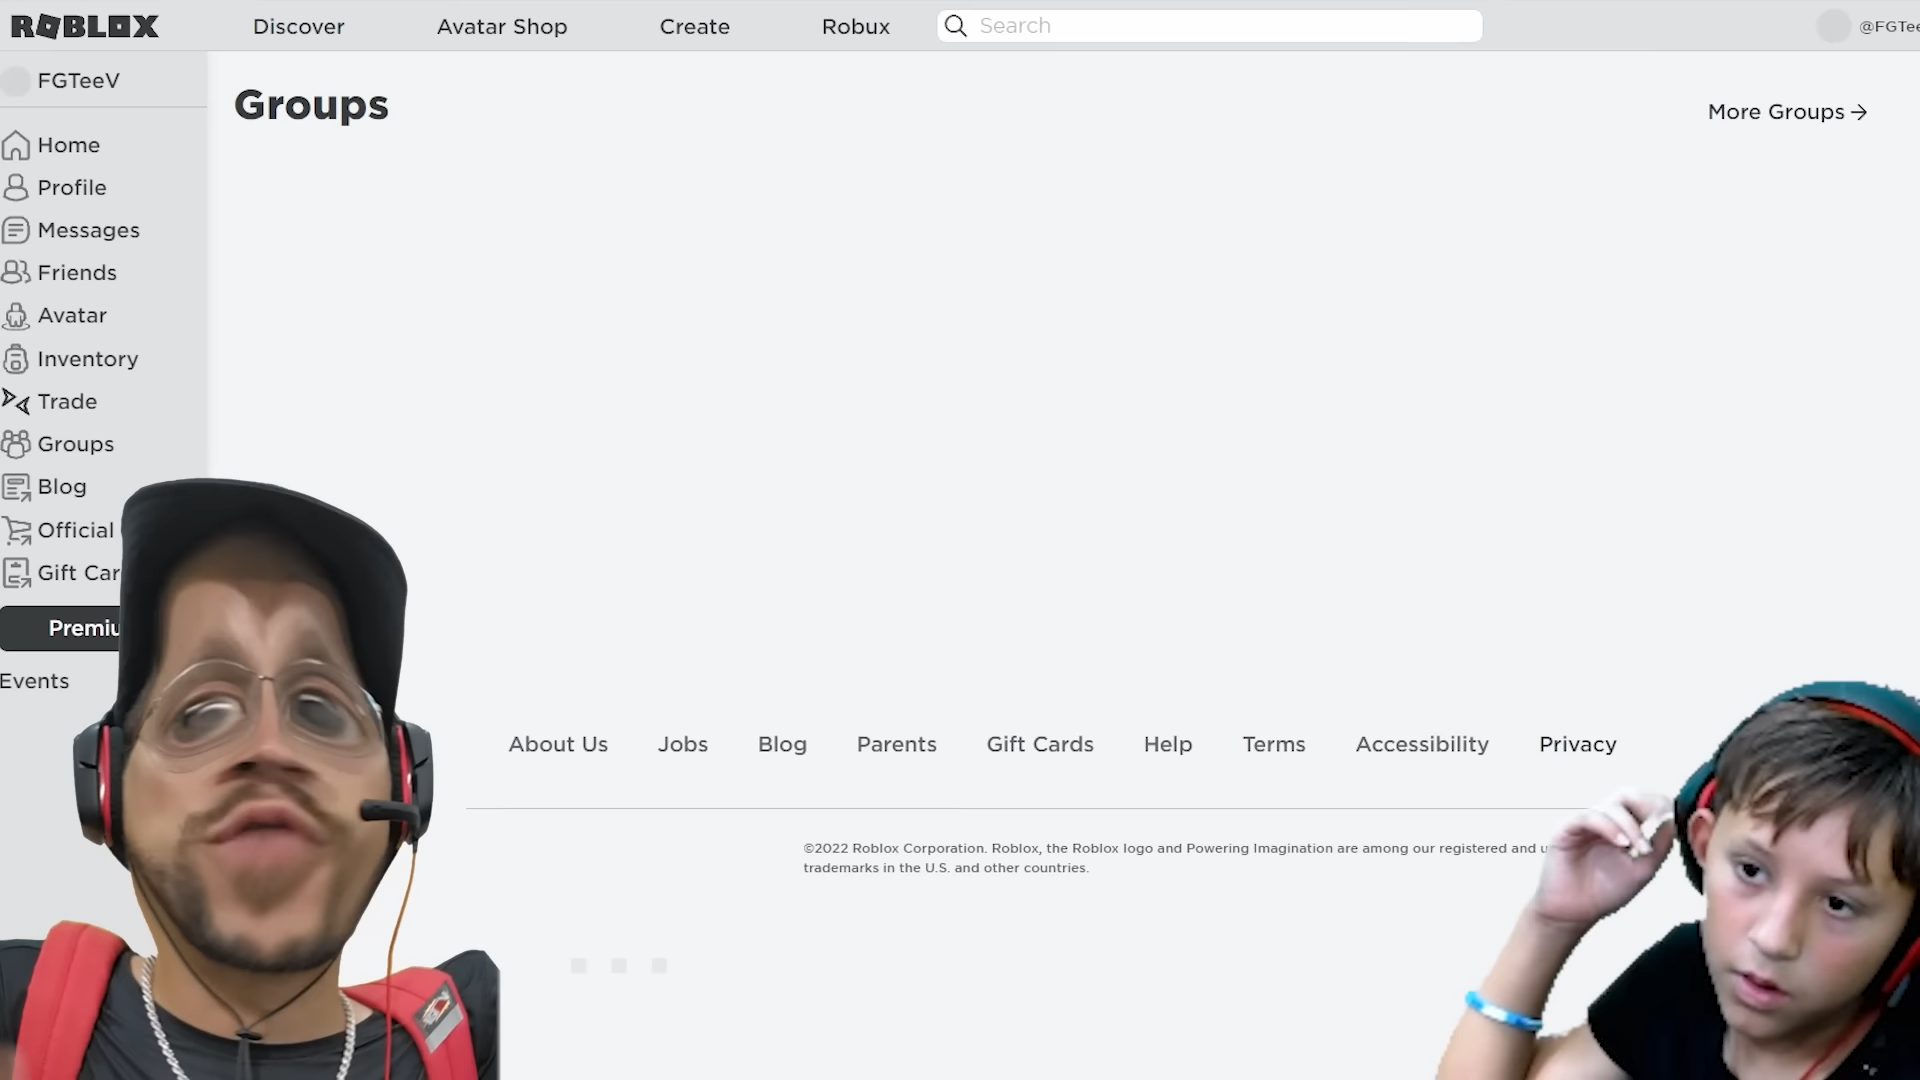 ROBLOX
Discover
Avatar Shop
Create
Robux
Search
@FGTee
FGTeeV
Groups
More Groups
Home
Profile
Messages
Friends
Avatar
Inventory
Trade
Groups
Blog
Official
Gift Car
Premiu
Events
About Us
Jobs
Blog
Parents
Gift Cards
Help
Terms
Accessibility
Privacy
©2022 Roblox Corporation. Roblox, the Roblox logo and Powering Imagination are among our registered and u
trademarks in the U.S. and other countries.